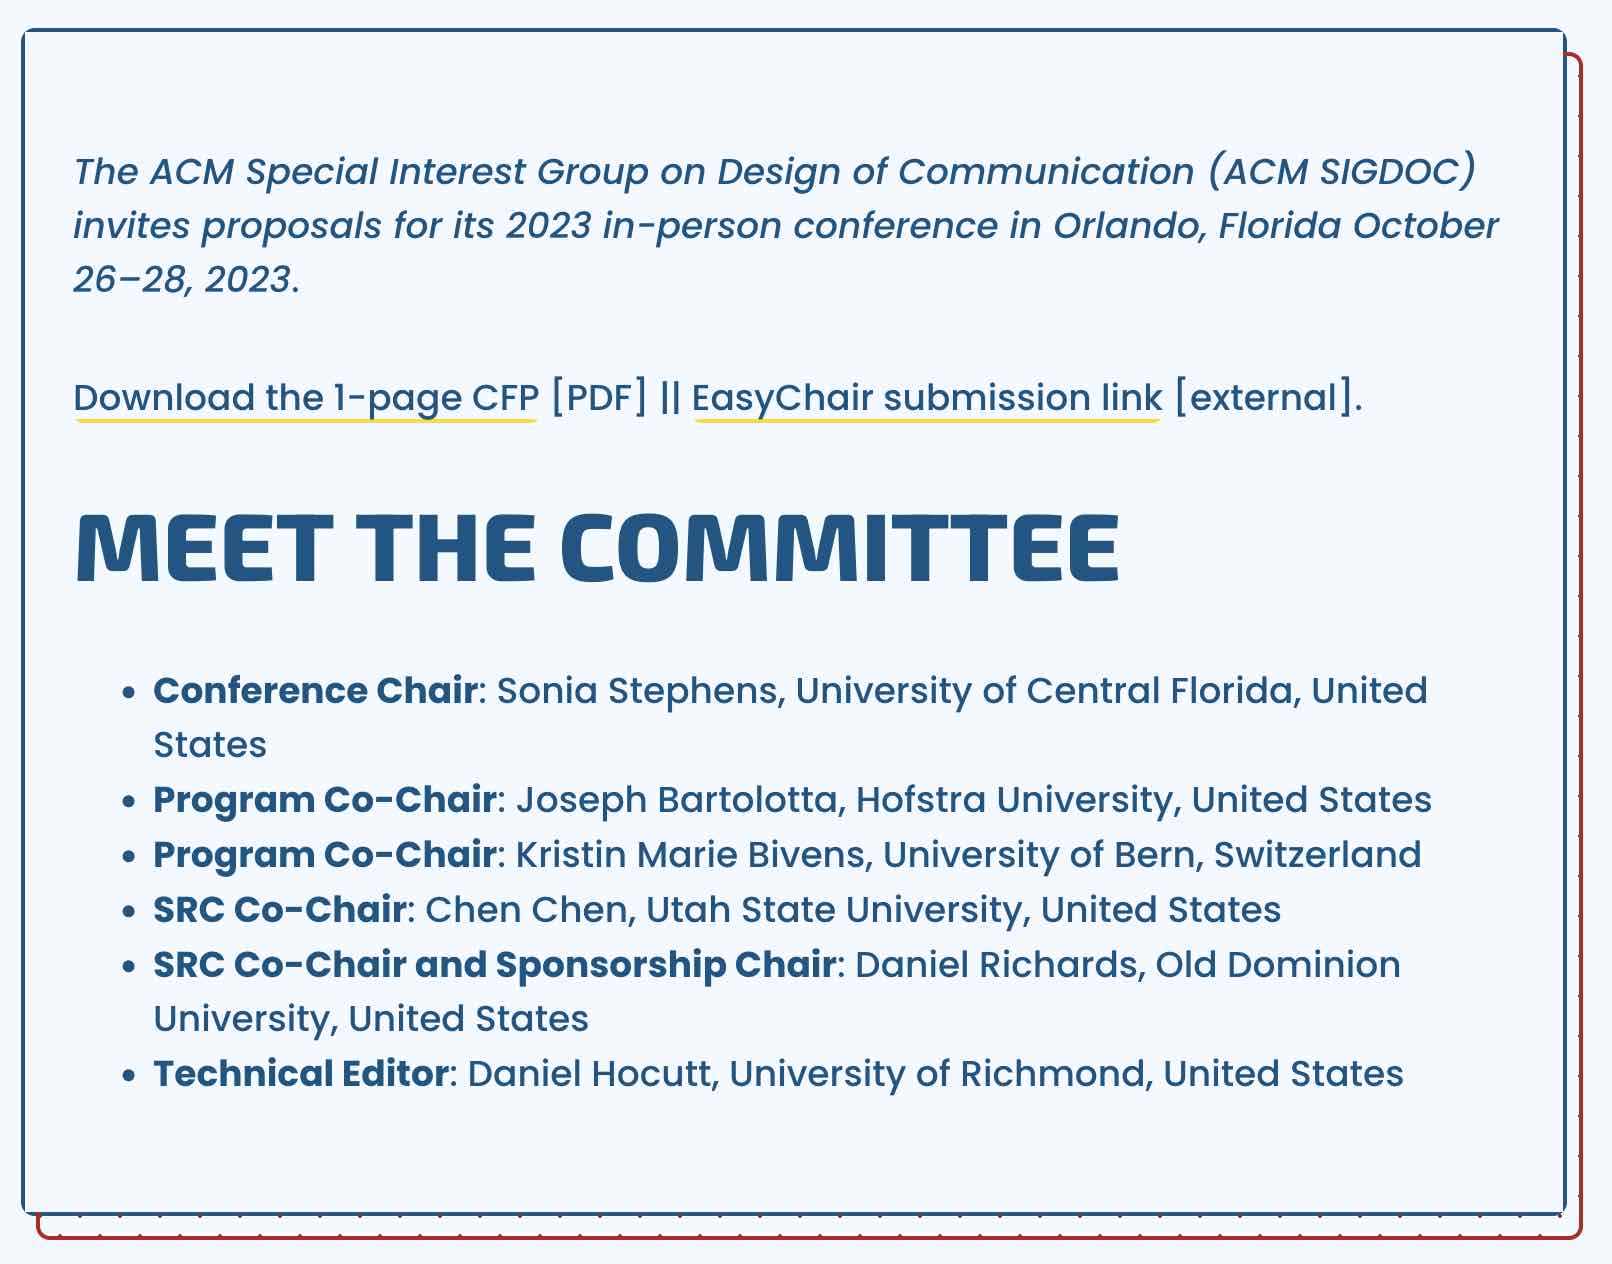 The ACM Special Interest Group on Design of Communication (ACM SIGDOC)
invites proposals for its 2023 in-person conference in Orlando, Florida October
26–28, 2023.
Download the 1-page CFP [PDF] || EasyChair submission link [external].
MEET THE COMMITTEE
• Conference Chair: Sonia Stephens, University of Central Florida, United
States
• Program Co-Chair: Joseph Bartolotta, Hofstra University, United States
• Program Co-Chair: Kristin Marie Bivens, University of Bern, Switzerland
• SRC Co-Chair: Chen Chen, Utah State University, United States
• SRC Co-Chair and Sponsorship Chair: Daniel Richards, Old Dominion
University, United States
• Technical Editor: Daniel Hocutt, University of Richmond, United States